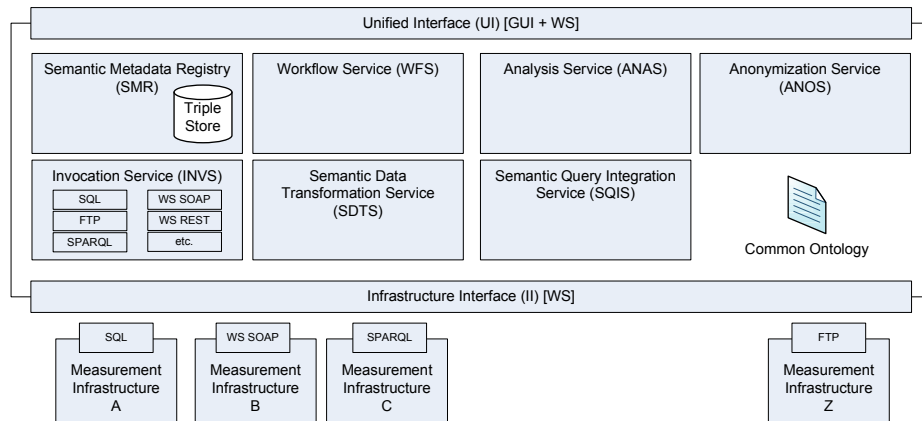 Unified Interface (UI) [GUI + WS]
Semantic Metadata Registry
(SMR)
Triple
Store
Workflow Service (WFS)
Analysis Service (ANAS)
Anonymization Service
(ANOS)
Invocation Service (INVS)
SQL
WS SOAP
FTP
WS REST
SPARQL
etc.
Semantic Data
Transformation Service
(SDTS)
Semantic Query Integration
Service (SQIS)
Common Ontology
Infrastructure Interface (II) [WS]
SQL
Measurement
Infrastructure
A
WS SOAP
Measurement
Infrastructure
B
SPARQL
Measurement
Infrastructure
C
FTP
Measurement
Infrastructure
Z